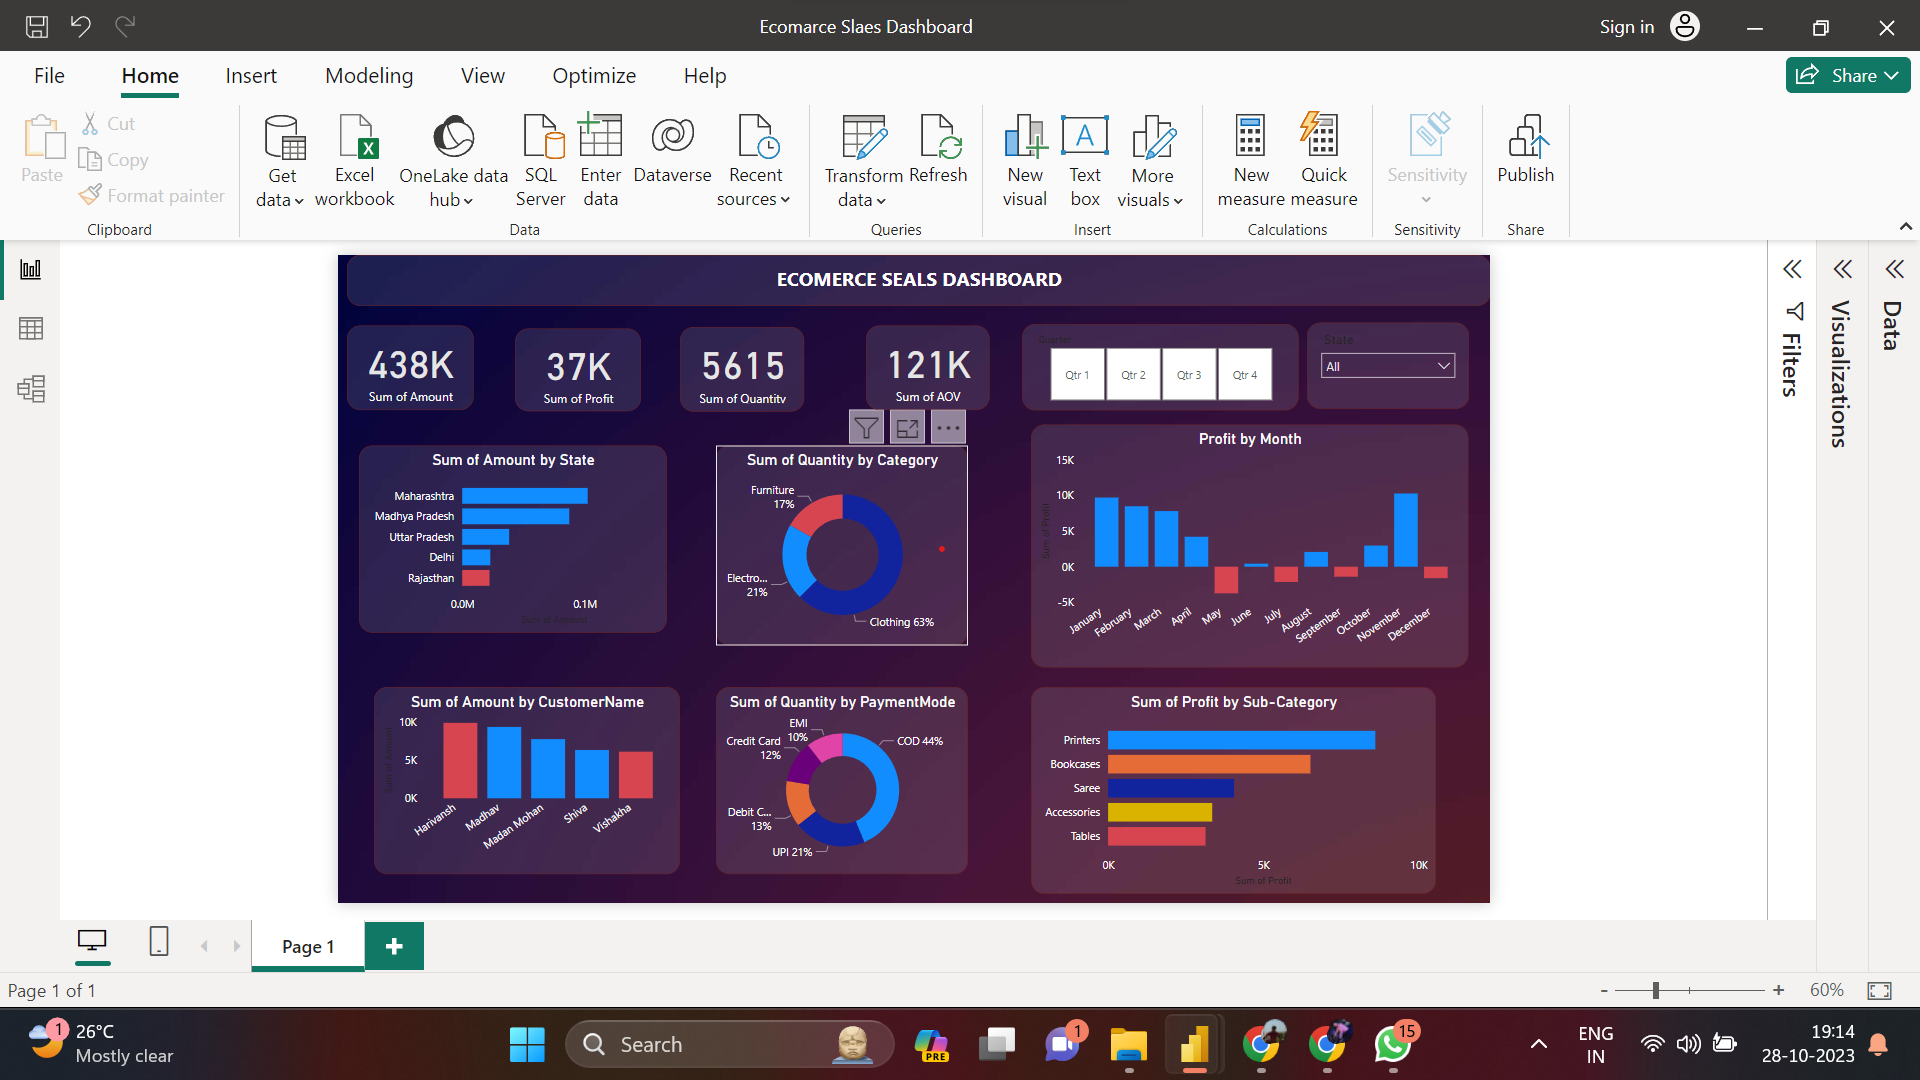 Ecomarce Slaes Dashboard
Sign in
File
Home
Insert
Modeling
View
Optimize
Help
Share
Paste
Cut
Copy
Format painter
Clipboard
Get data
Excel workbook
OneLake data hub
SQL Server
Enter data
Dataverse
Recent sources
Data
Transform data
Refresh
Queries
New visual
Text box
More visuals
Insert
New measure
Quick measure
Calculations
Sensitivity
Sensitivity
Publish
Share
Filters
Visualizations
Data
ECOMERCE SEALS DASHBOARD
438K
Sum of Amount
37K
Sum of Profit
5615
Sum of Quantity
121K
Sum of AOV
Quarter
Qtr 1
Qtr 2
Qtr 3
Qtr 4
State
All
Sum of Amount by State
Maharashtra
Madhya Pradesh
Uttar Pradesh
Delhi
Rajasthan
0.0M
0.1M
Sum of Amount
Sum of Quantity by Category
Furniture
17%
Electro...
21%
Clothing 63%
Profit by Month
15K
10K
5K
0K
-5K
Sum of Profit
January
February
March
April
May
June
July
August
September
October
November
December
Sum of Amount by CustomerName
10K
5K
0K
Sum of Amount
Harivansh
Madhav
Madan Mohan
Shiva
Vishakha
Sum of Quantity by PaymentMode
EMI
10%
Credit Card
12%
COD 44%
Debit C...
13%
UPI 21%
Sum of Profit by Sub-Category
Printers
Bookcases
Saree
Accessories
Tables
0K
5K
10K
Sum of Profit
Page 1
Page 1 of 1
- + 60%
1
26°C
Mostly clear
Search
PRE
1
15
ENG
IN
19:14
28-10-2023